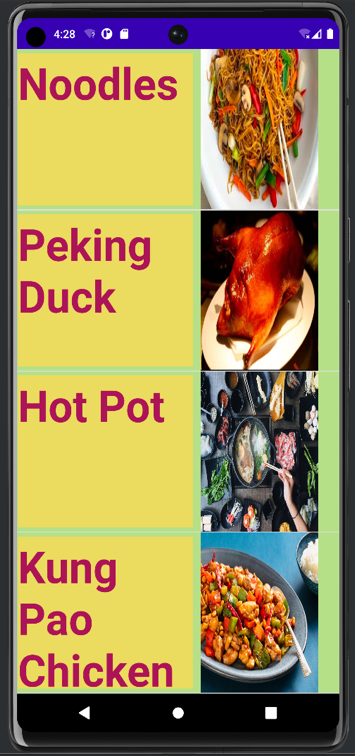 4:28
Noodles
Peking
Duck
Hot Pot
Kung
Pao
Chicken